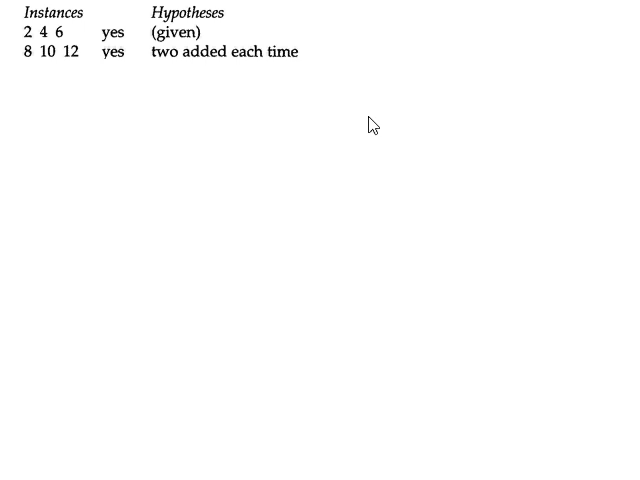 Instances Hypotheses
2 4 6 yes (given)
8 10 12 yes two added each time